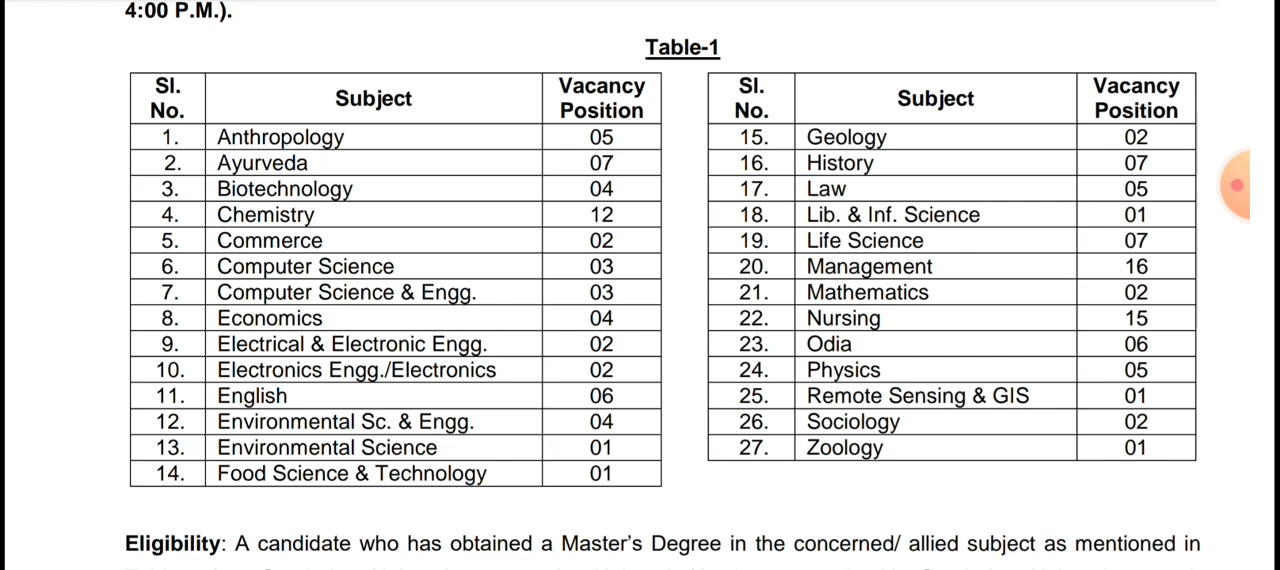 4:00 P.M.).
Table-1
Sl. No. Subject Vacancy Position
1. Anthropology 05
2. Ayurveda 07
3. Biotechnology 04
4. Chemistry 12
5. Commerce 02
6. Computer Science 03
7. Computer Science & Engg. 03
8. Economics 04
9. Electrical & Electronic Engg. 02
10. Electronics Engg./Electronics 02
11. English 06
12. Environmental Sc. & Engg. 04
13. Environmental Science 01
14. Food Science & Technology 01
Sl. No. Subject Vacancy Position
15. Geology 02
16. History 07
17. Law 05
18. Lib. & Inf. Science 01
19. Life Science 07
20. Management 16
21. Mathematics 02
22. Nursing 15
23. Odia 06
24. Physics 05
25. Remote Sensing & GIS 01
26. Sociology 02
27. Zoology 01
Eligibility: A candidate who has obtained a Master's Degree in the concerned/ allied subject as mentioned in